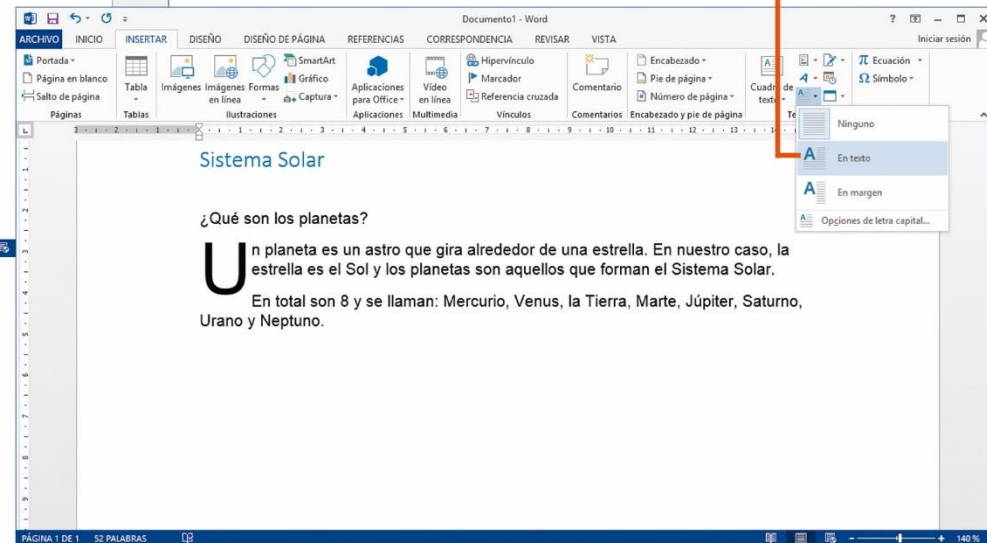 Documento1 - Word
ARCHIVO INICIO INSERTAR DISEÑO DISEÑO DE PÁGINA REFERENCIAS CORRESPONDENCIA REVISAR VISTA Iniciar sesión
Portada
Página en blanco
Salto de página
Páginas
Tabla
Tablas
Imágenes
Imágenes en línea
Formas
SmartArt
Gráfico
Captura
Ilustraciones
Aplicaciones para Office
Aplicaciones
Vídeo en línea
Multimedia
Hipervínculo
Marcador
Referencia cruzada
Vínculos
Comentario
Comentarios
Encabezado
Pie de página
Número de página
Encabezado y pie de página
Cuadro de texto
Te
Ecuación
Símbolo
Ninguno
En texto
En margen
Opciones de letra capital...
Sistema Solar
¿Qué son los planetas?
Un planeta es un astro que gira alrededor de una estrella. En nuestro caso, la
estrella es el Sol y los planetas son aquellos que forman el Sistema Solar.
En total son 8 y se llaman: Mercurio, Venus, la Tierra, Marte, Júpiter, Saturno,
Urano y Neptuno.
PÁGINA 1 DE 1 52 PALABRAS 140 %